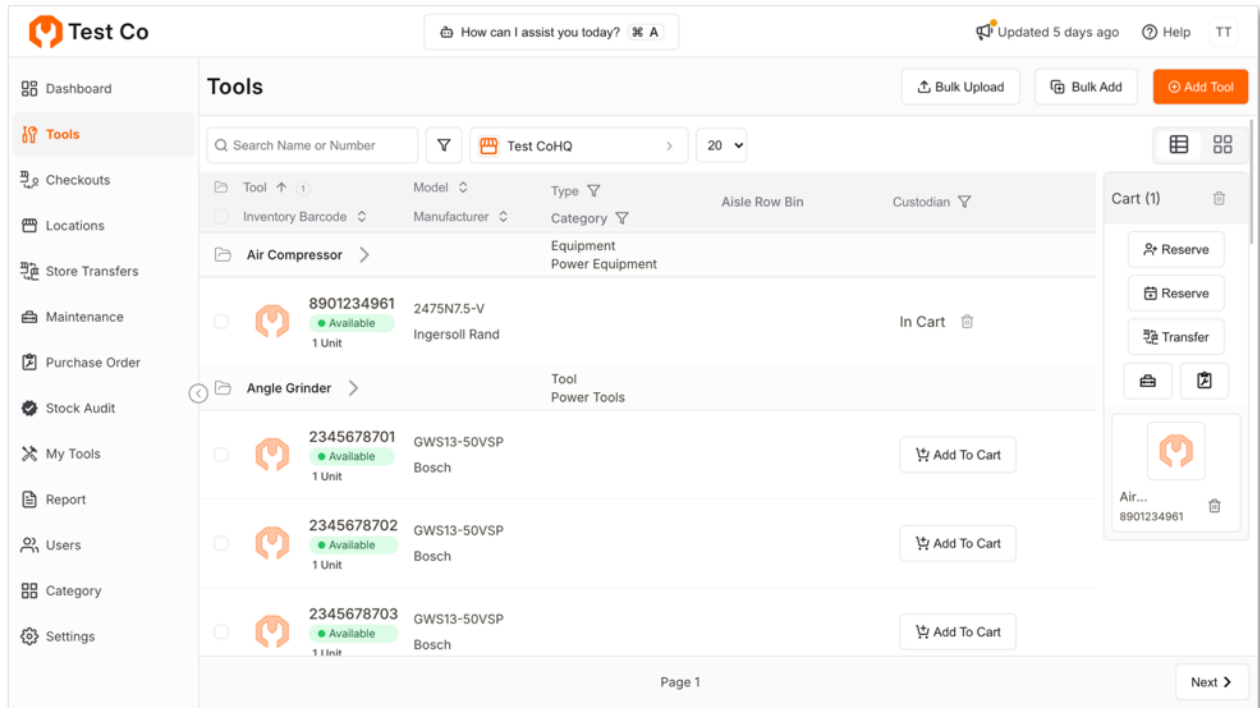 Test Co
How can I assist you today? ⌘ A
Updated 5 days ago
Help
TT
Dashboard
Tools
Checkouts
Locations
Store Transfers
Maintenance
Purchase Order
Stock Audit
My Tools
Report
Users
Category
Settings
Tools
Bulk Upload
Bulk Add
Add Tool
Search Name or Number
Test CoHQ
20
Tool 1
Inventory Barcode
Model
Manufacturer
Type
Category
Aisle Row Bin
Custodian
Air Compressor
Equipment
Power Equipment
8901234961
Available
1 Unit
2475N7.5-V
Ingersoll Rand
In Cart
Angle Grinder
Tool
Power Tools
2345678701
Available
1 Unit
GWS13-50VSP
Bosch
Add To Cart
2345678702
Available
1 Unit
GWS13-50VSP
Bosch
Add To Cart
2345678703
Available
1 Unit
GWS13-50VSP
Bosch
Add To Cart
Cart (1)
Reserve
Reserve
Transfer
Air...
8901234961
Page 1
Next